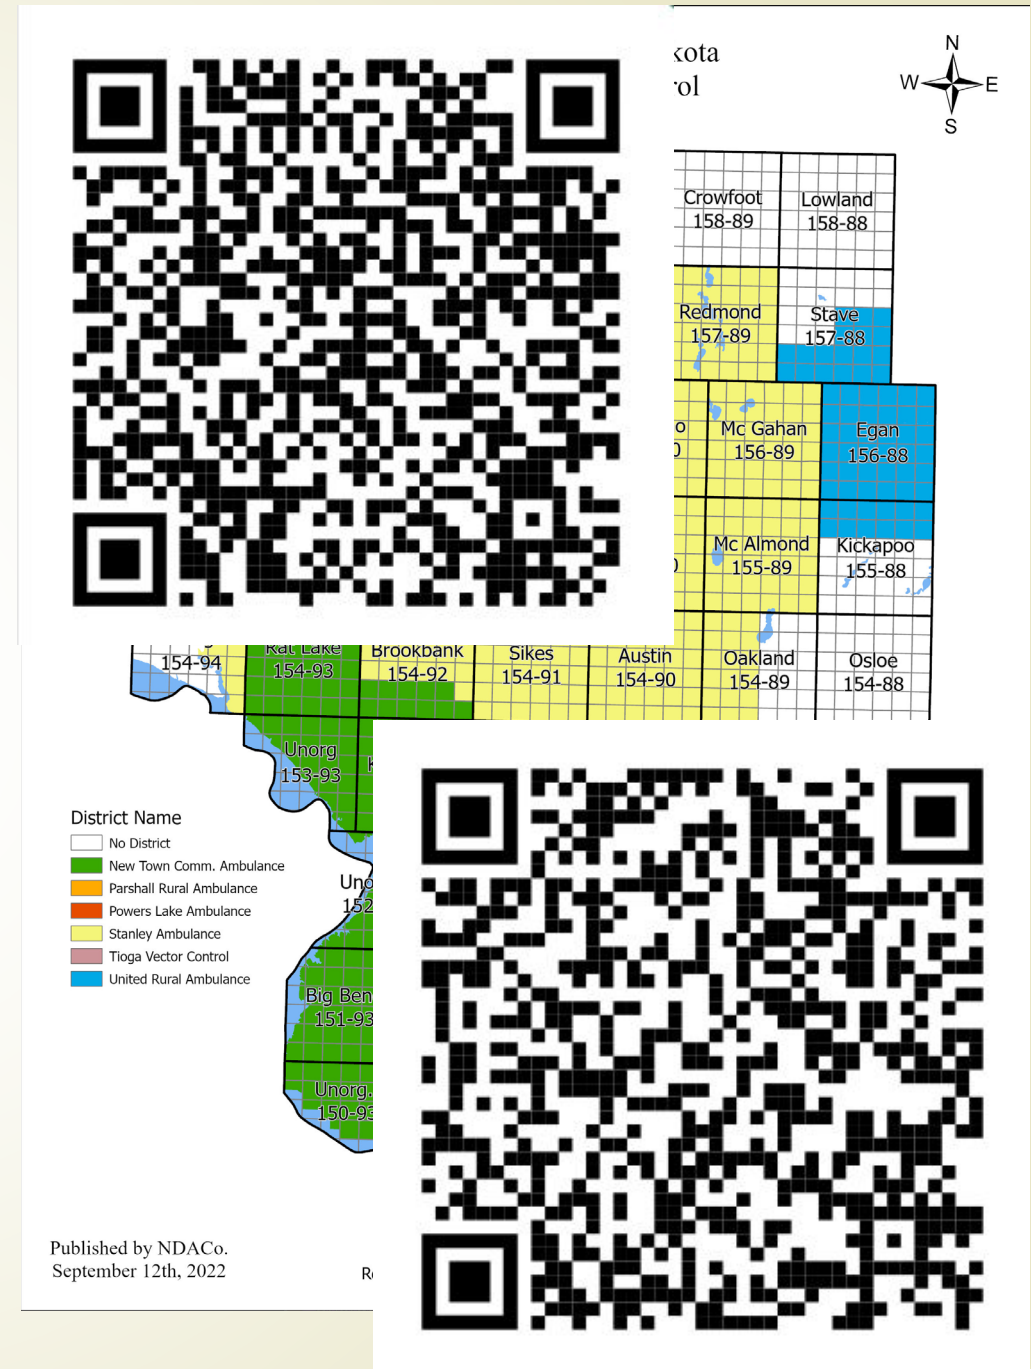 N
W E
S
Crowfoot
158-89
Lowland
158-88
Redmond
157-89
Stave
157-88
Mc Gahan
156-89
Egan
156-88
Mc Almond
155-89
Kickapoo
155-88
154-94
Rat Lake
154-93
Brookbank
154-92
Sikes
154-91
Austin
154-90
Oakland
154-89
Osloe
154-88
Unorg
153-93
District Name
No District
New Town Comm. Ambulance
Parshall Rural Ambulance
Powers Lake Ambulance
Stanley Ambulance
Tioga Vector Control
United Rural Ambulance
Big Ben
151-93
Unorg.
150-93
Published by NDACo.
September 12th, 2022